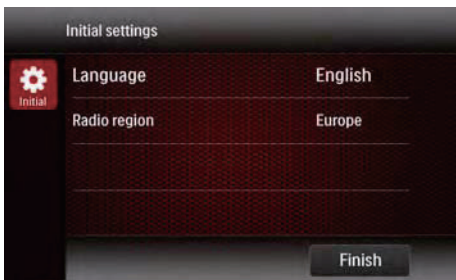 Initial settings
Language English
Initial
Radio region Europe
Finish